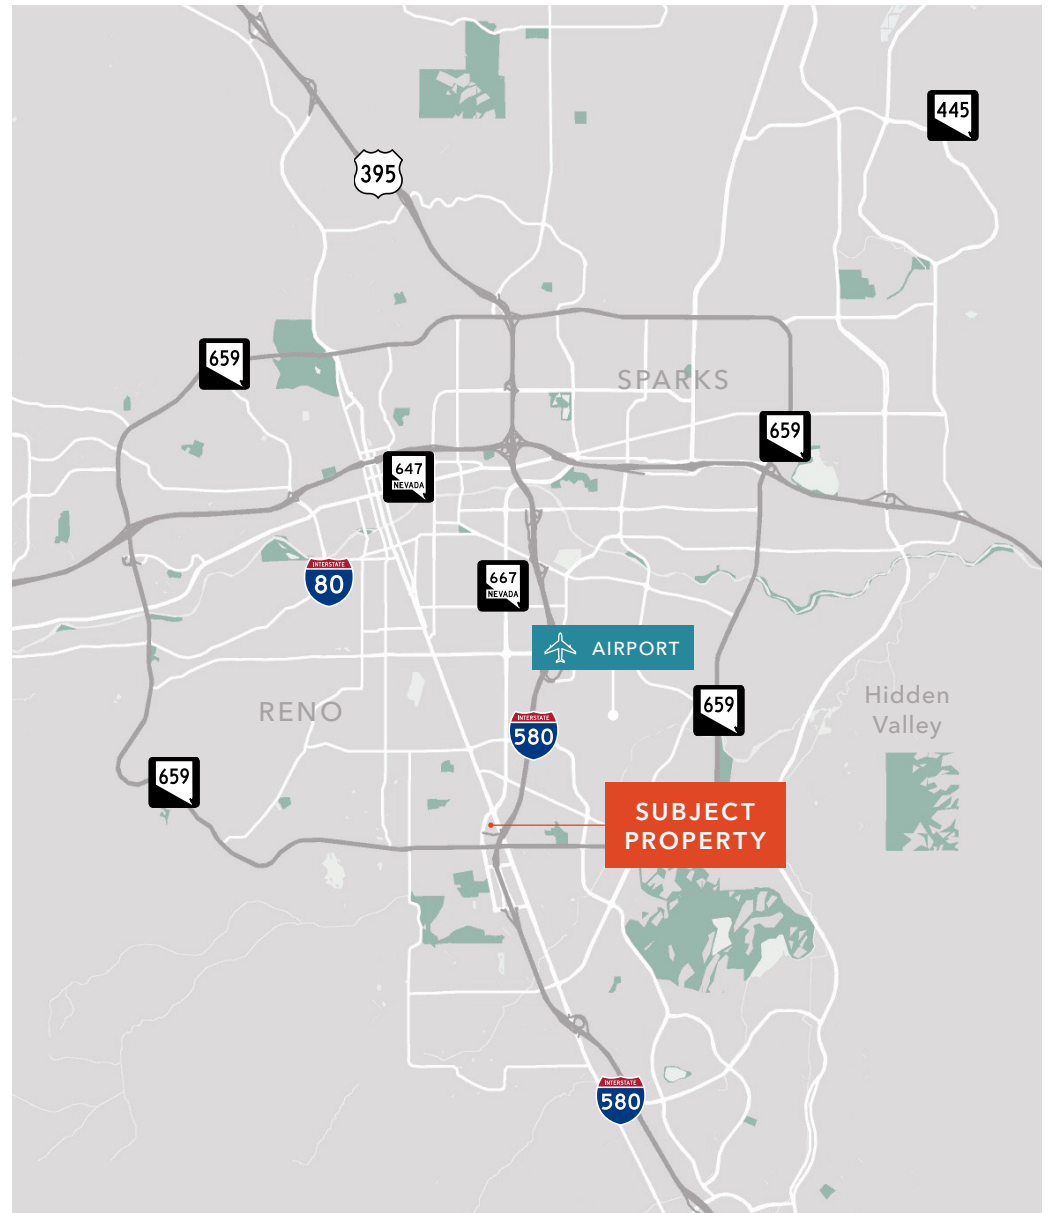 445
395
659
SPARKS
659
647
NEVADA
INTERSTATE
80
667
NEVADA
AIRPORT
RENO
659
Hidden
Valley
INTERSTATE
580
659
SUBJECT
PROPERTY
INTERSTATE
580